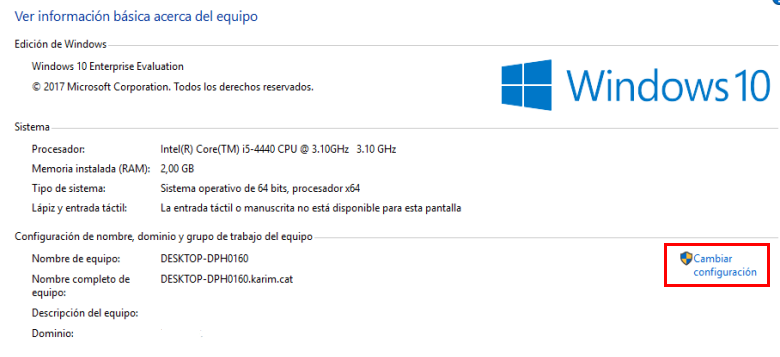 Ver información básica acerca del equipo
Edición de Windows
Windows 10 Enterprise Evaluation
© 2017 Microsoft Corporation. Todos los derechos reservados.
Windows 10
Sistema
Procesador: Intel(R) Core(TM) i5-4440 CPU @ 3.10GHz 3.10 GHz
Memoria instalada (RAM): 2,00 GB
Tipo de sistema: Sistema operativo de 64 bits, procesador x64
Lápiz y entrada táctil: La entrada táctil o manuscrita no está disponible para esta pantalla
Configuración de nombre, dominio y grupo de trabajo del equipo
Nombre de equipo: DESKTOP-DPH0160
Cambiar
configuración
Nombre completo de
equipo:
DESKTOP-DPH0160.karim.cat
Descripción del equipo:
Dominio: